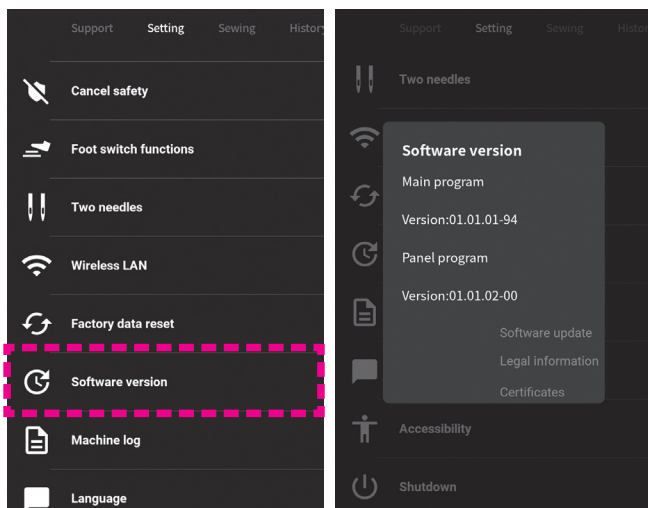 Support Setting Sewing History
Cancel safety
Foot switch functions
Two needles
Wireless LAN
Factory data reset
Software version
Machine log
Language
Support Setting Sewing Histor
Two needles
Software version
Main program
Version:01.01.01-94
Panel program
Version:01.01.02-00
Software update
Legal information
Certificates
Accessibility
Shutdown